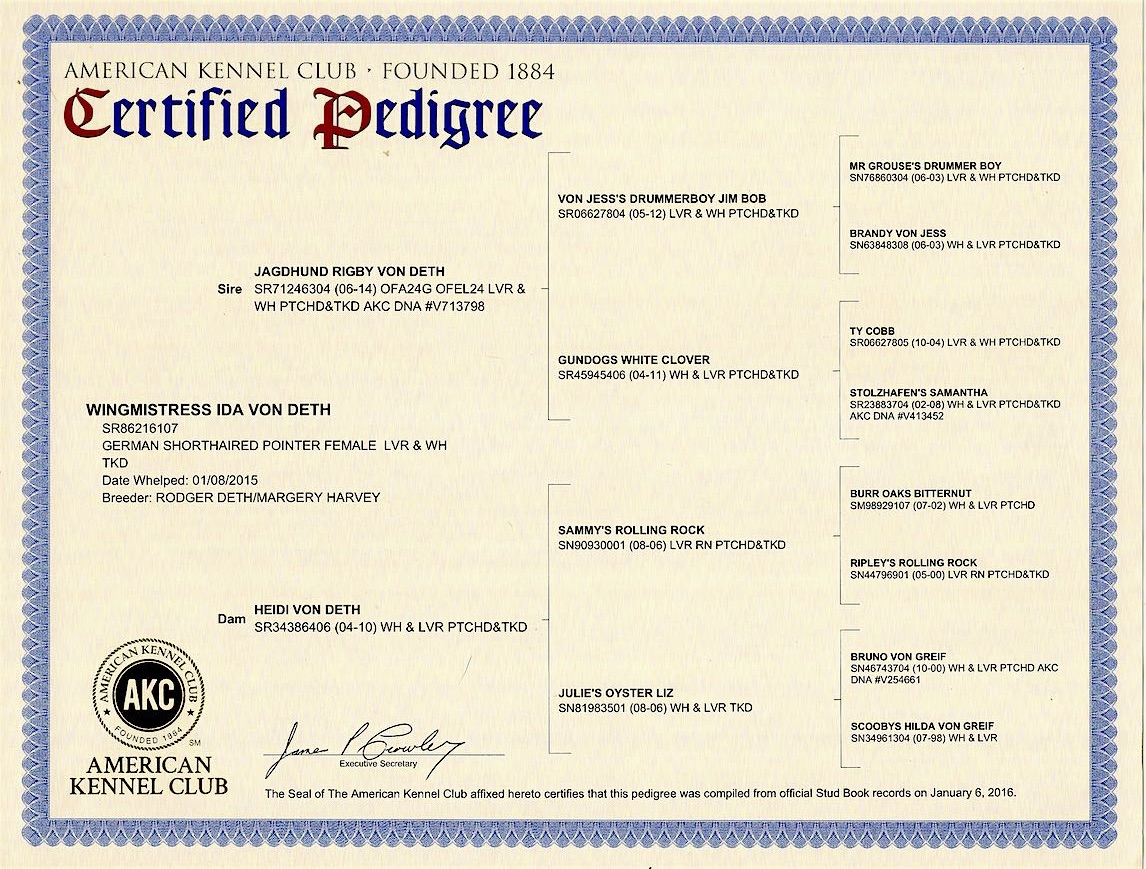 AMERICAN KENNEL CLUB · FOUNDED 1884
Certified Pedigree
WINGMISTRESS IDA VON DETH
SR86216107
GERMAN SHORTHAIRED POINTER FEMALE LVR & WH
TKD
Date Whelped: 01/08/2015
Breeder: RODGER DETH/MARGERY HARVEY
Sire
JAGDHUND RIGBY VON DETH
SR71246304 (06-14) OFA24G OFEL24 LVR &
WH PTCHD&TKD AKC DNA #V713798
Dam
HEIDI VON DETH
SR34386406 (04-10) WH & LVR PTCHD&TKD
VON JESS'S DRUMMERBOY JIM BOB
SR06627804 (05-12) LVR & WH PTCHD&TKD
GUNDOGS WHITE CLOVER
SR45945406 (04-11) WH & LVR PTCHD&TKD
SAMMY'S ROLLING ROCK
SN90930001 (08-06) LVR RN PTCHD&TKD
JULIE'S OYSTER LIZ
SN81983501 (08-06) WH & LVR TKD
MR GROUSE'S DRUMMER BOY
SN76860304 (06-03) LVR & WH PTCHD&TKD
BRANDY VON JESS
SN63848308 (06-03) WH & LVR PTCHD&TKD
TY COBB
SR06627805 (10-04) LVR & WH PTCHD&TKD
STOLZHAFEN'S SAMANTHA
SR23883704 (02-08) WH & LVR PTCHD&TKD
AKC DNA #V413452
BURR OAKS BITTERNUT
SM98929107 (07-02) WH & LVR PTCHD
RIPLEY'S ROLLING ROCK
SN44796901 (05-00) LVR RN PTCHD&TKD
BRUNO VON GREIF
SN46743704 (10-00) WH & LVR PTCHD AKC
DNA #V254661
SCOOBYS HILDA VON GREIF
SN34961304 (07-98) WH & LVR
AMERICAN KENNEL CLUB
AKC
FOUNDED 1884
SM
AMERICAN
KENNEL CLUB
James P Crowley
Executive Secretary
The Seal of The American Kennel Club affixed hereto certifies that this pedigree was compiled from official Stud Book records on January 6, 2016.